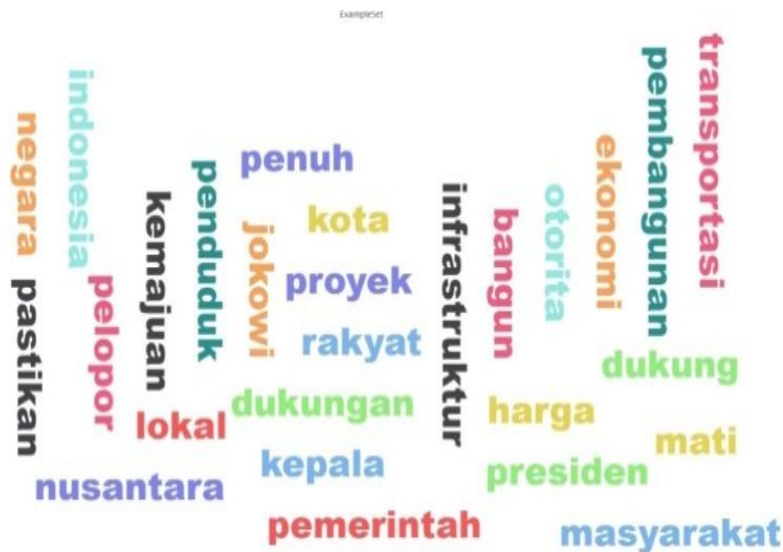 ExampleSet
negara
indonesia
pastikan
pelopor
kemajuan
penduduk
penuh
jokowi
kota
proyek
rakyat
infrastruktur
bangun
otorita
ekonomi
pembangunan
transportasi
dukung
lokal
dukungan
harga
mati
kepala
presiden
nusantara
pemerintah
masyarakat